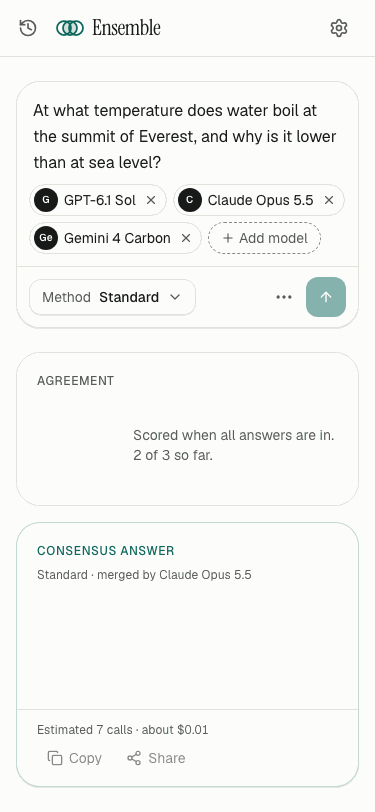 Ensemble
At what temperature does water boil at
the summit of Everest, and why is it lower
than at sea level?
G GPT-6.1 Sol × C Claude Opus 5.5 ×
Ge Gemini 4 Carbon × + Add model
Method Standard
AGREEMENT
Scored when all answers are in.
2 of 3 so far.
CONSENSUS ANSWER
Standard · merged by Claude Opus 5.5
Estimated 7 calls · about $0.01
Copy Share